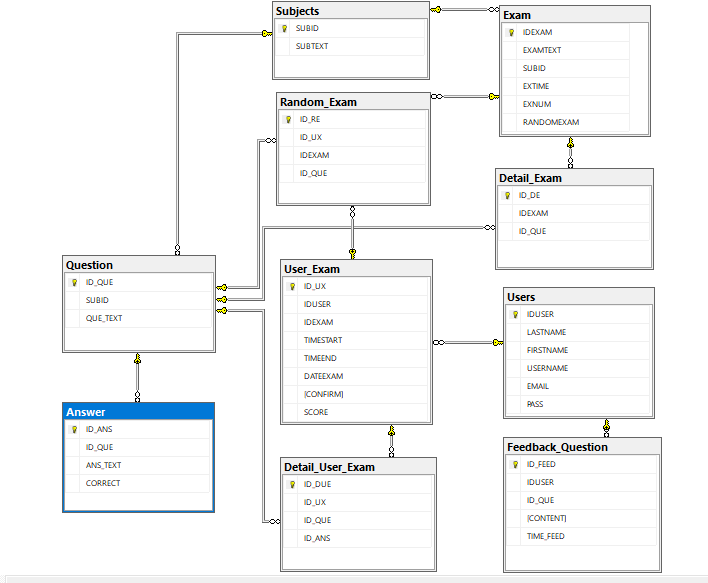 Subjects
SUBID
SUBTEXT
Exam
IDEXAM
EXAMTEXT
SUBID
EXTIME
EXNUM
RANDOMEXAM
Random_Exam
ID_RE
ID_UX
IDEXAM
ID_QUE
Detail_Exam
ID_DE
IDEXAM
ID_QUE
Question
ID_QUE
SUBID
QUE_TEXT
User_Exam
ID_UX
IDUSER
IDEXAM
TIMESTART
TIMEEND
DATEEXAM
[CONFIRM]
SCORE
Users
IDUSER
LASTNAME
FIRSTNAME
USERNAME
EMAIL
PASS
Answer
ID_ANS
ID_QUE
ANS_TEXT
CORRECT
Detail_User_Exam
ID_DUE
ID_UX
ID_QUE
ID_ANS
Feedback_Question
ID_FEED
IDUSER
ID_QUE
[CONTENT]
TIME_FEED